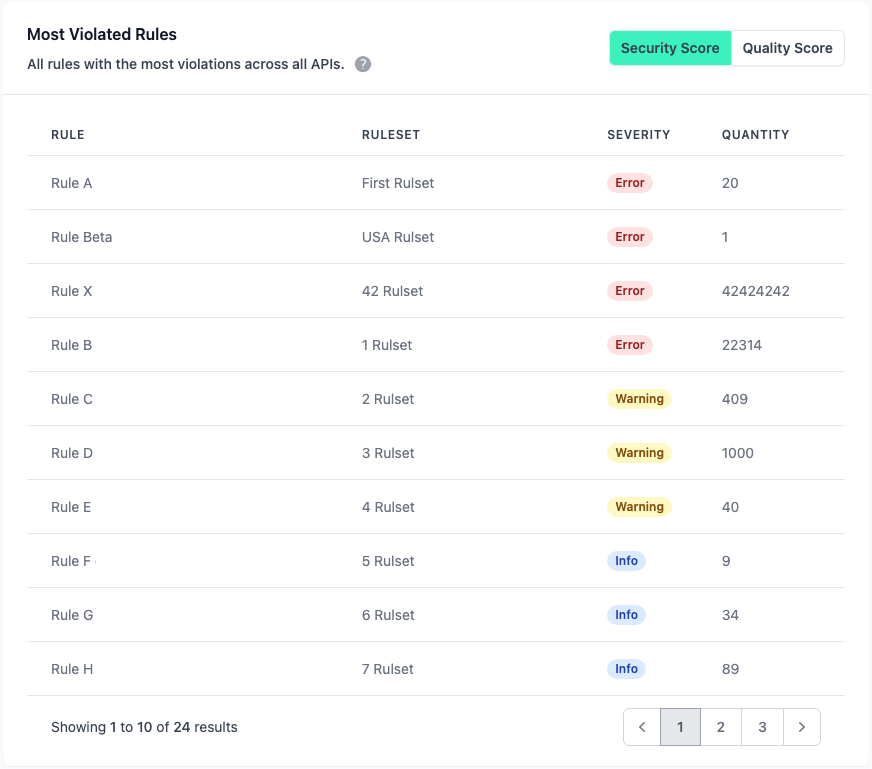 Most Violated Rules
All rules with the most violations across all APIs. ?
Security Score Quality Score
RULE RULESET SEVERITY QUANTITY
Rule A First Rulset Error 20
Rule Beta USA Rulset Error 1
Rule X 42 Rulset Error 42424242
Rule B 1 Rulset Error 22314
Rule C 2 Rulset Warning 409
Rule D 3 Rulset Warning 1000
Rule E 4 Rulset Warning 40
Rule F 5 Rulset Info 9
Rule G 6 Rulset Info 34
Rule H 7 Rulset Info 89
Showing 1 to 10 of 24 results < 1 2 3 >